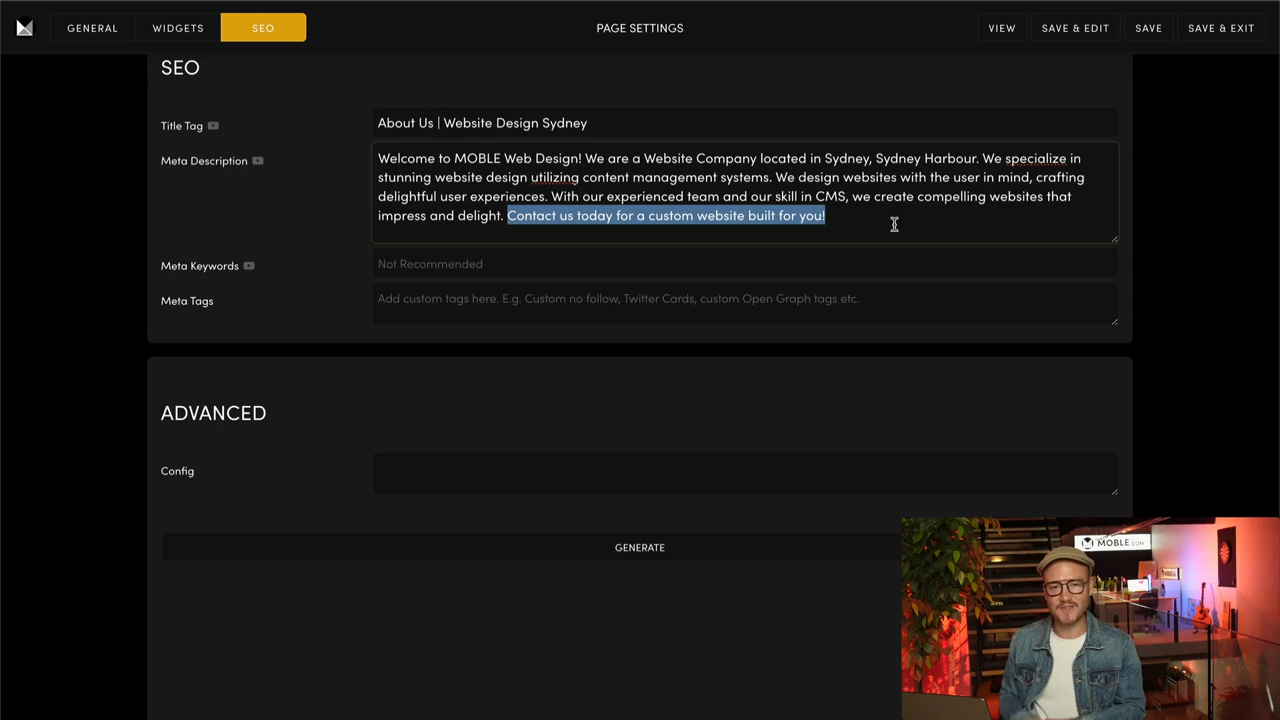 GENERAL WIDGETS SEO PAGE SETTINGS VIEW SAVE & EDIT SAVE SAVE & EXIT
SEO
Title Tag About Us | Website Design Sydney
Meta Description Welcome to MOBLE Web Design! We are a Website Company located in Sydney, Sydney Harbour. We specialize in
stunning website design utilizing content management systems. We design websites with the user in mind, crafting
delightful user experiences. With our experienced team and our skill in CMS, we create compelling websites that
impress and delight. Contact us today for a custom website built for you!
Meta Keywords Not Recommended
Meta Tags Add custom tags here. E.g. Custom no follow, Twitter Cards, custom Open Graph tags etc.
ADVANCED
Config
GENERATE
MOBLE.COM